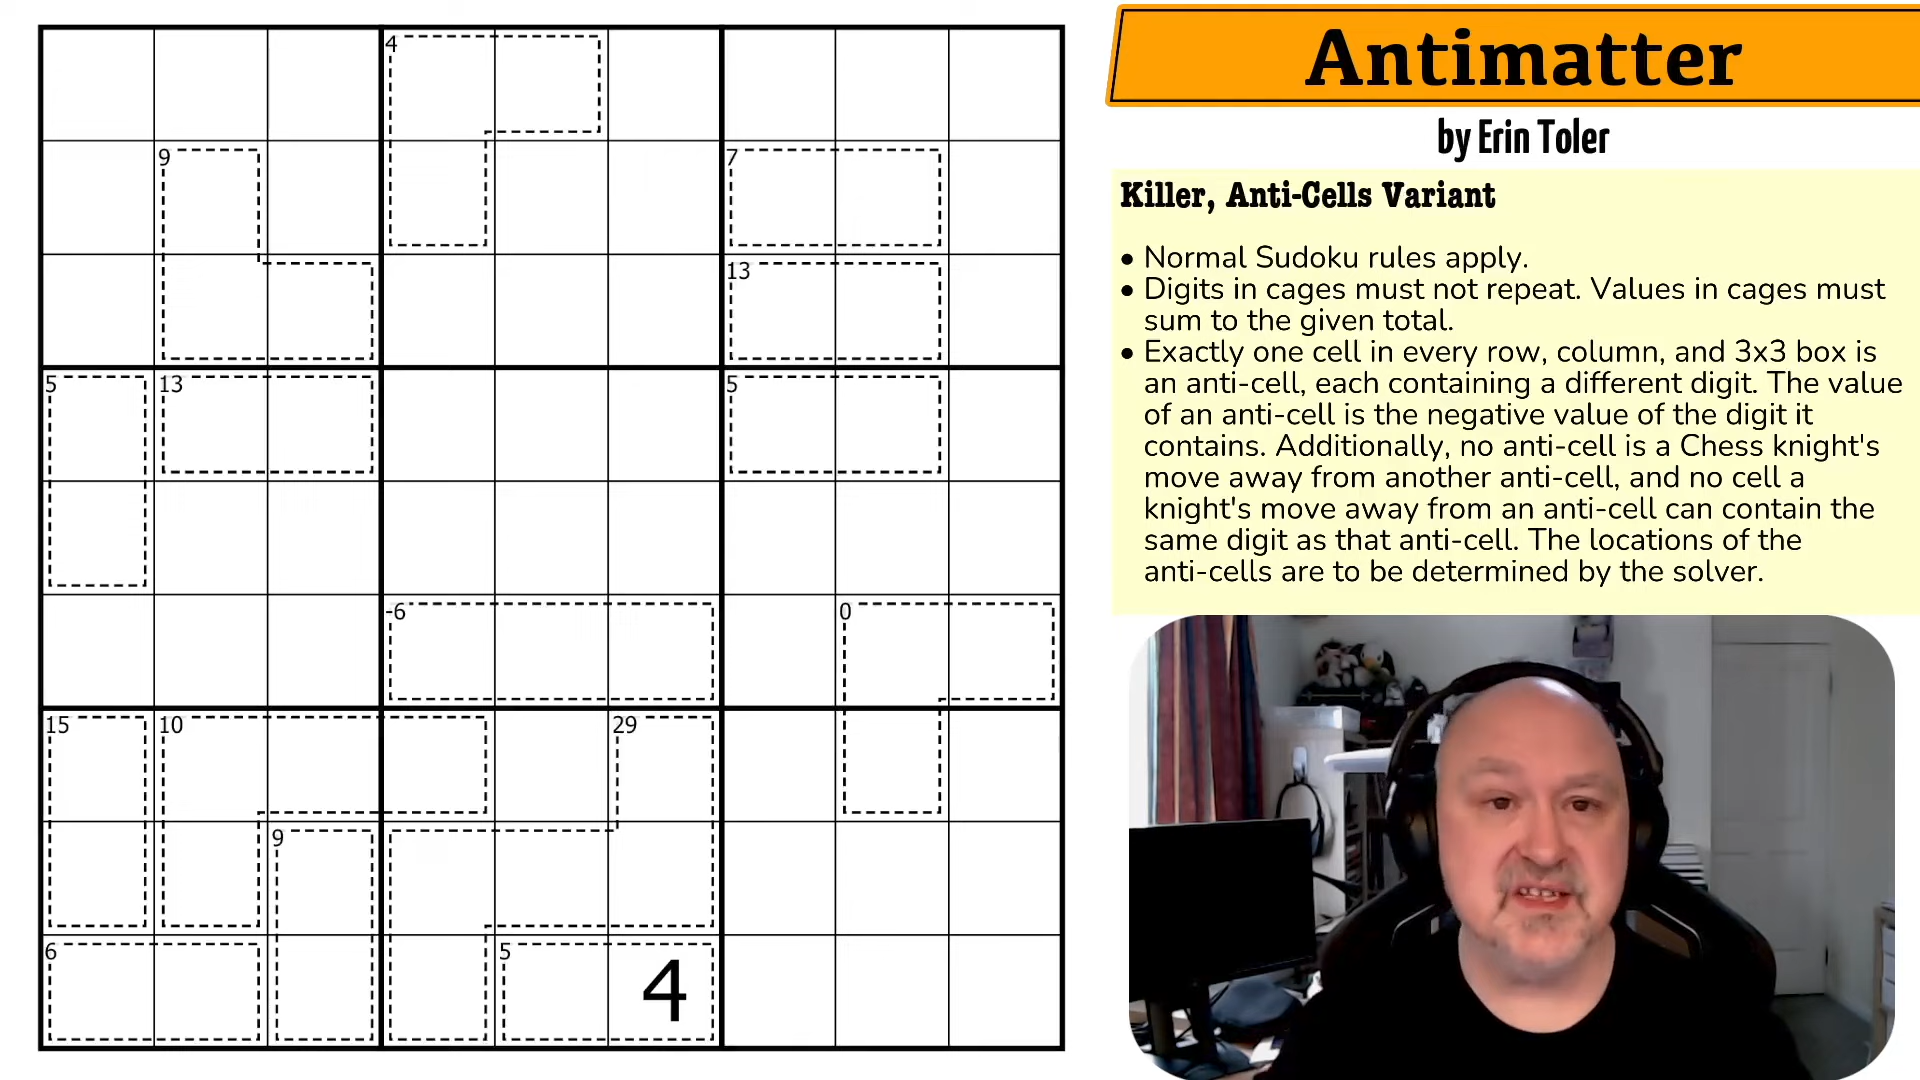 Antimatter
by Erin Toler
Killer, Anti-Cells Variant
• Normal Sudoku rules apply.
• Digits in cages must not repeat. Values in cages must
sum to the given total.
• Exactly one cell in every row, column, and 3x3 box is
an anti-cell, each containing a different digit. The value
of an anti-cell is the negative value of the digit it
contains. Additionally, no anti-cell is a Chess knight's
move away from another anti-cell, and no cell a
knight's move away from an anti-cell can contain the
same digit as that anti-cell. The locations of the
anti-cells are to be determined by the solver.
4
9 7
13
5 13 5
-6 0
15 10 29
9
6 5 4